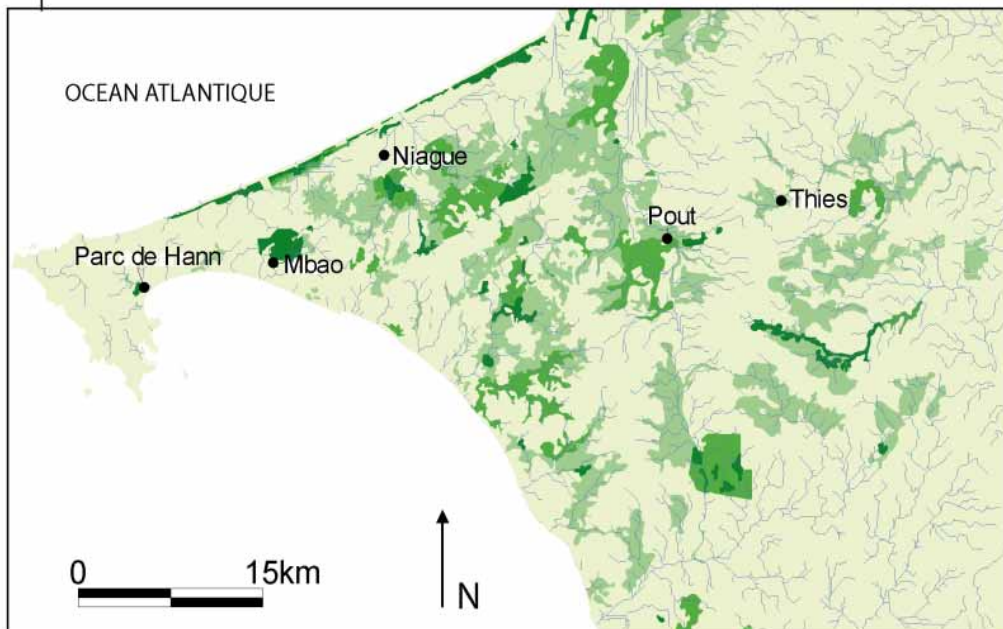 OCEAN ATLANTIQUE
Niague
Thies
Pout
Parc de Hann
Mbao
0 15km
N